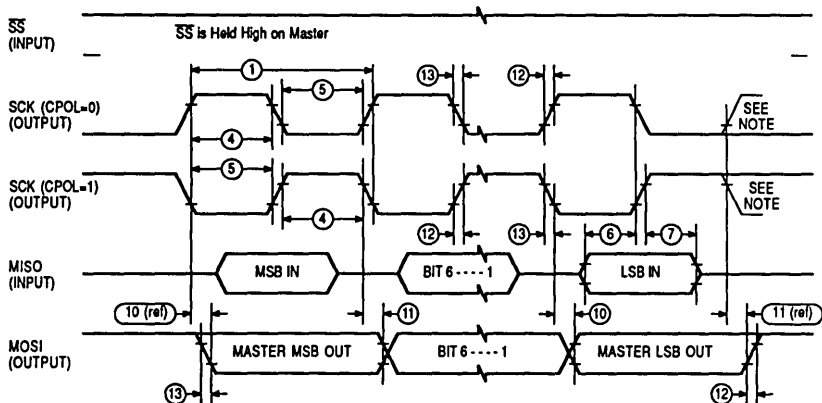 SS
(INPUT)
SS is Held High on Master
1
13
12
5
SCK (CPOL=0)
(OUTPUT)
SEE
NOTE
4
5
SCK (CPOL=1)
(OUTPUT)
SEE
NOTE
4
12
13
6
7
MISO
(INPUT)
MSB IN
BIT 6 - - - - 1
LSB IN
10 (ref)
11
10
11 (ref)
MOSI
(OUTPUT)
MASTER MSB OUT
BIT 6 - - - - 1
MASTER LSB OUT
13
12